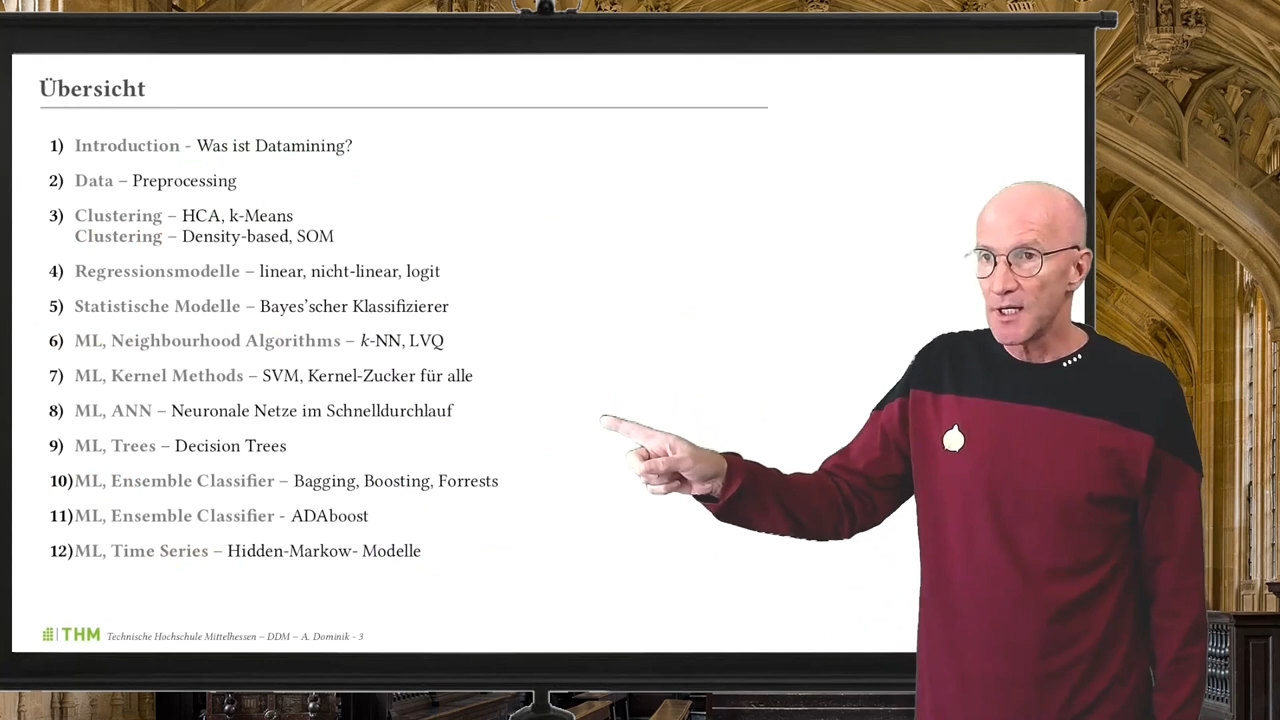 Übersicht
1) Introduction - Was ist Datamining?
2) Data – Preprocessing
3) Clustering – HCA, k-Means
Clustering – Density-based, SOM
4) Regressionsmodelle – linear, nicht-linear, logit
5) Statistische Modelle – Bayes’scher Klassifizierer
6) ML, Neighbourhood Algorithms – k-NN, LVQ
7) ML, Kernel Methods – SVM, Kernel-Zucker für alle
8) ML, ANN – Neuronale Netze im Schnelldurchlauf
9) ML, Trees – Decision Trees
10) ML, Ensemble Classifier – Bagging, Boosting, Forrests
11) ML, Ensemble Classifier - ADAboost
12) ML, Time Series – Hidden-Markow- Modelle
THM Technische Hochschule Mittelhessen – DDM – A. Dominik - 3